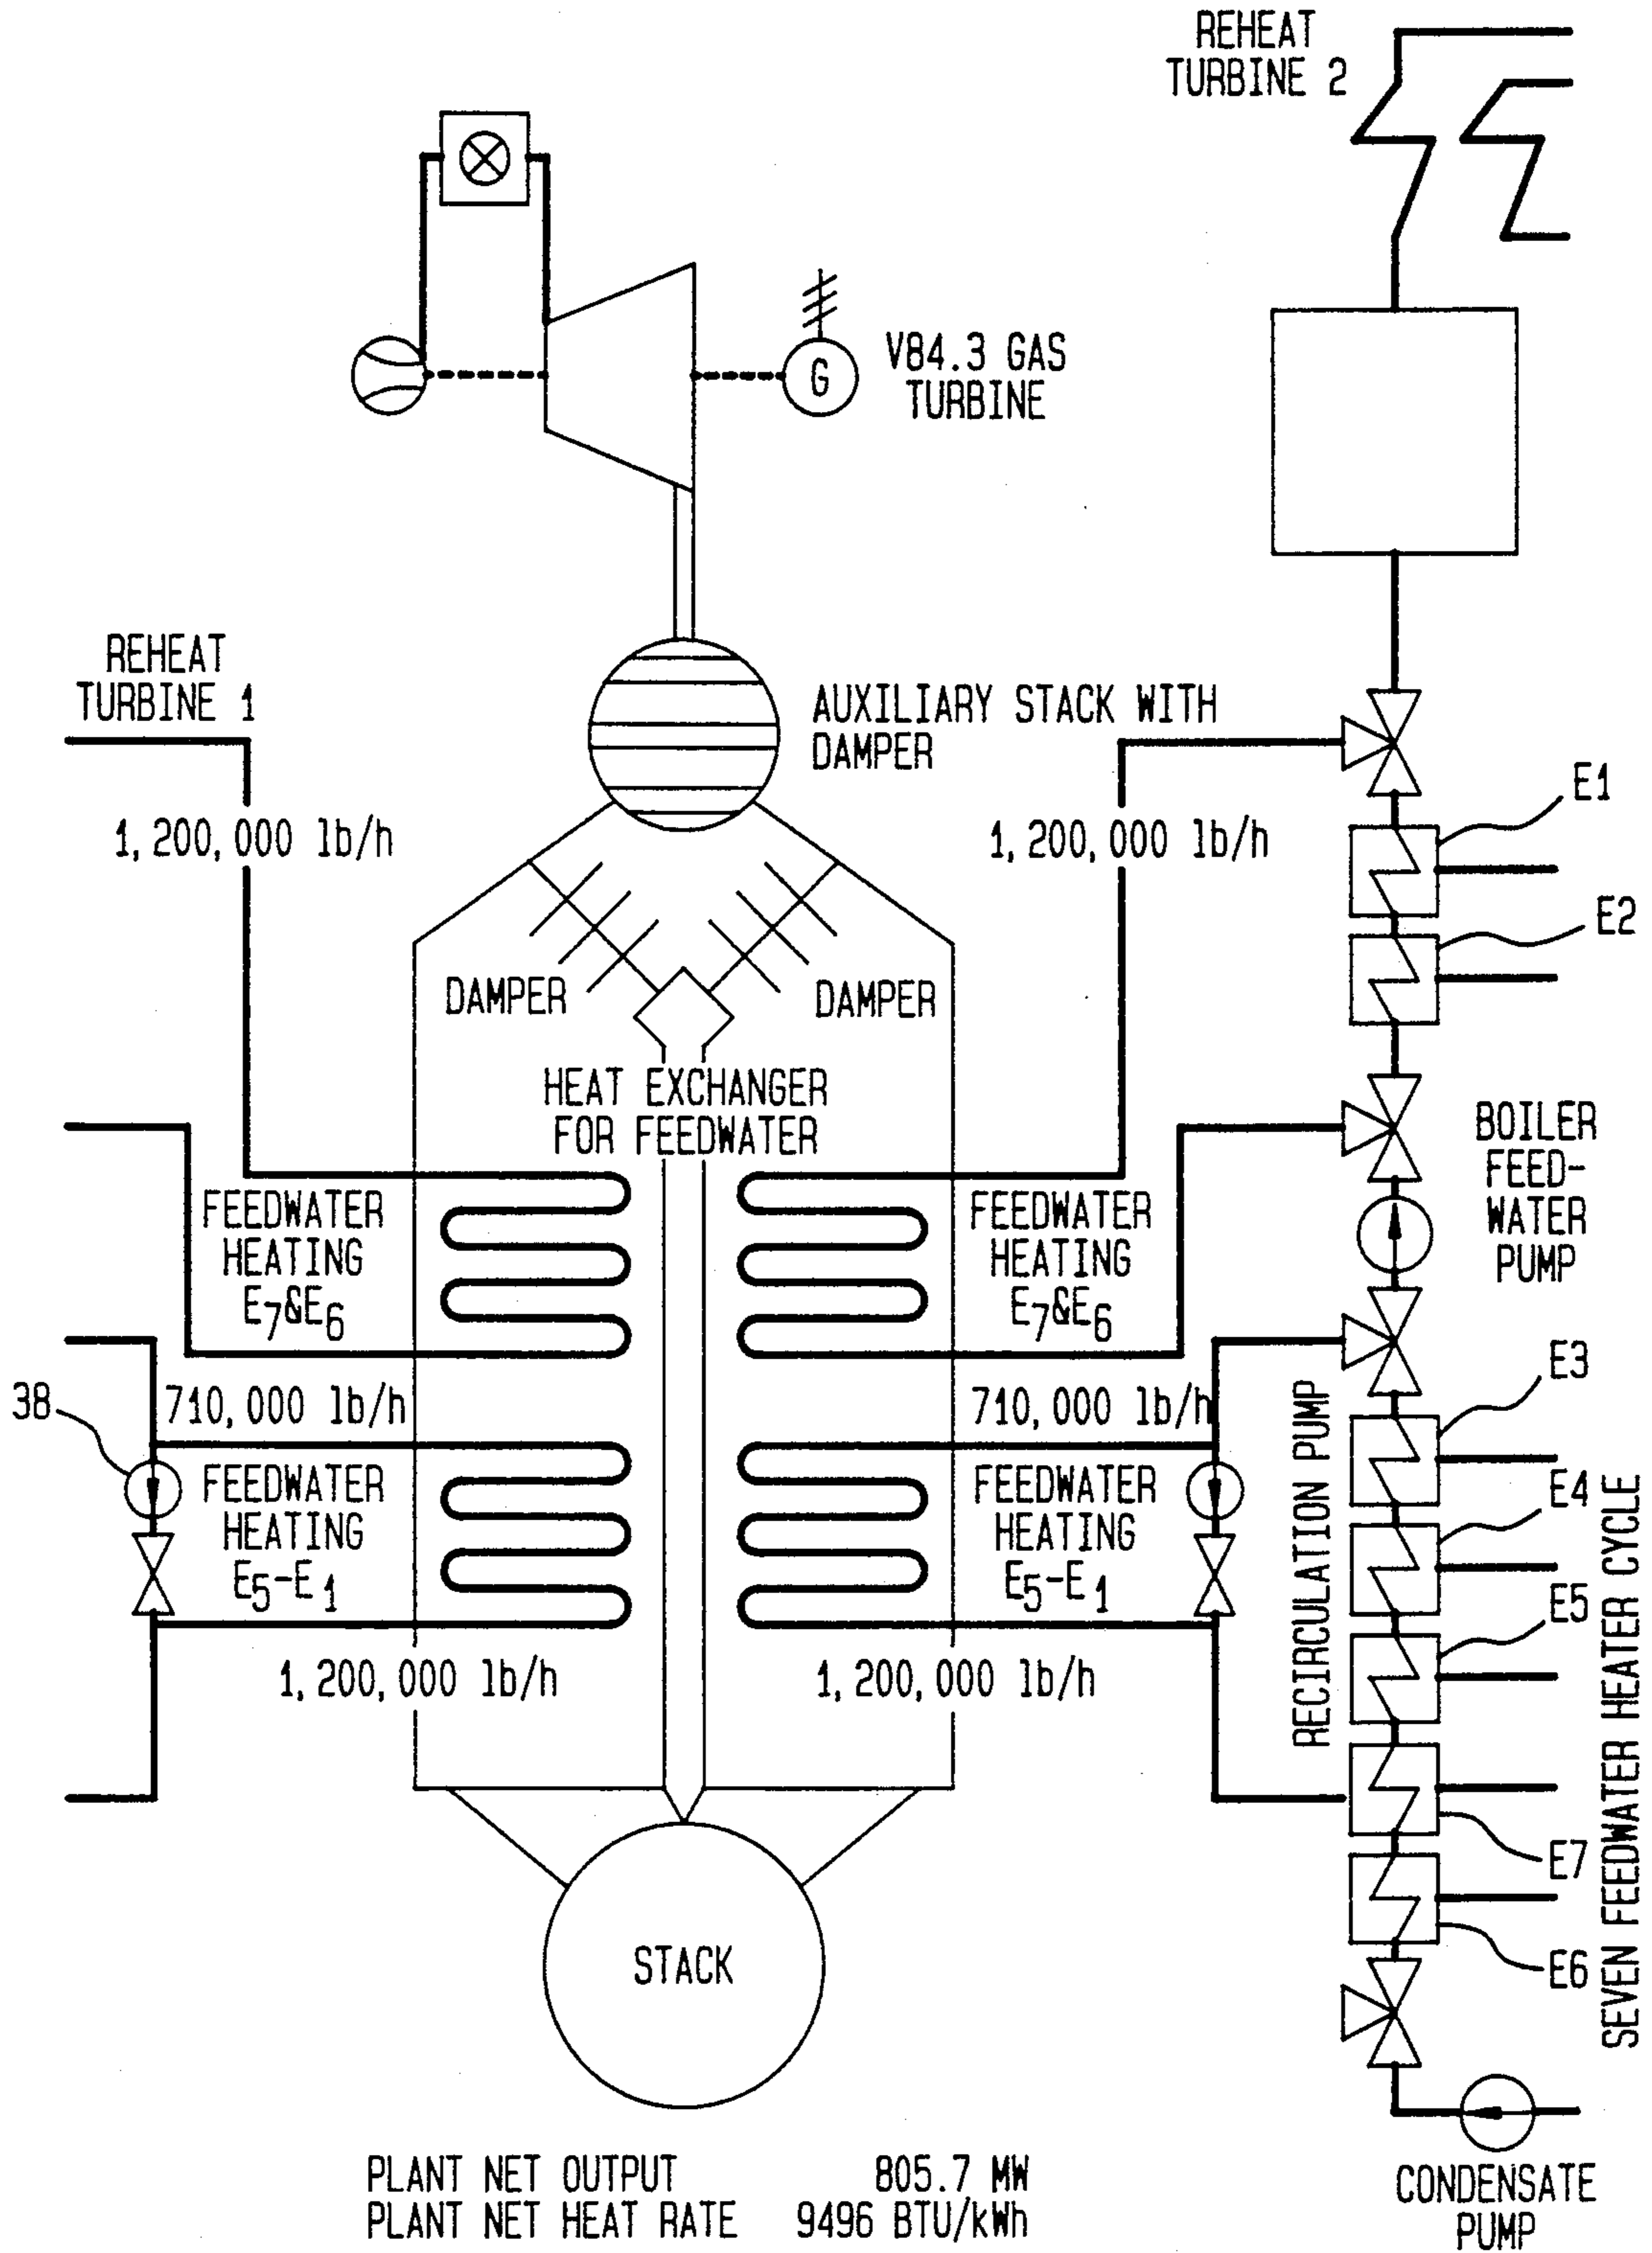 REHEAT
TURBINE 2
G
V84.3 GAS
TURBINE
REHEAT
TURBINE 1
AUXILIARY STACK WITH
DAMPER
1,200,000 lb/h
1,200,000 lb/h
E1
E2
DAMPER
DAMPER
HEAT EXCHANGER
FOR FEEDWATER
BOILER
FEED-
WATER
PUMP
FEEDWATER
HEATING
E7&E6
FEEDWATER
HEATING
E7&E6
38
710,000 lb/h
710,000 lb/h
E3
FEEDWATER
HEATING
E5-E1
FEEDWATER
HEATING
E5-E1
RECIRCULATION PUMP
E4
E5
1,200,000 lb/h
1,200,000 lb/h
E7
E6
SEVEN FEEDWATER HEATER CYCLE
STACK
PLANT NET OUTPUT 805.7 MW
PLANT NET HEAT RATE 9496 BTU/kWh
CONDENSATE
PUMP